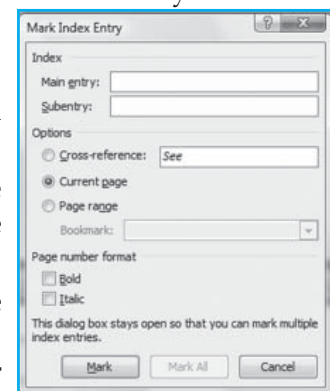 Mark Index Entry
Index
Main entry:
Subentry:
Options
Cross-reference: See
Current page
Page range
Bookmark:
Page number format
Bold
Italic
This dialog box stays open so that you can mark multiple
index entries.
Mark Mark All Cancel